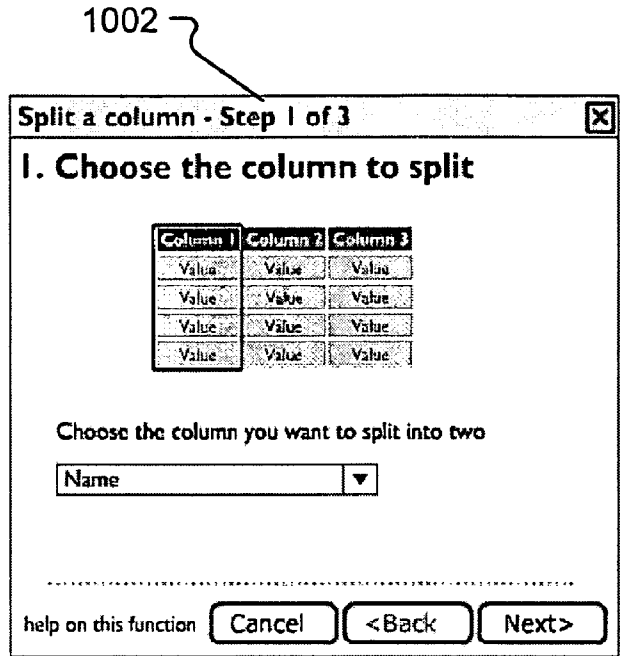 1002
Split a column - Step 1 of 3
1. Choose the column to split
Column 1 Column 2 Column 3
Value Value Value
Value Value Value
Value Value Value
Value Value Value
Choose the column you want to split into two
Name
help on this function Cancel <Back Next>